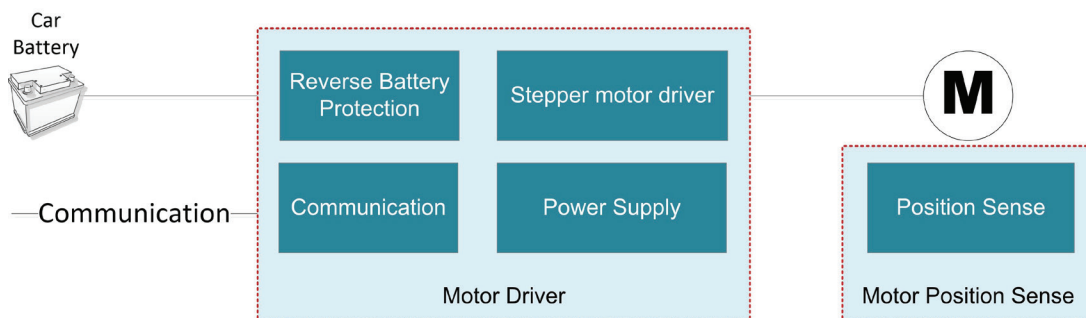 Car
Battery
Reverse Battery
Protection
Stepper motor driver
M
Communication
Communication
Power Supply
Position Sense
Motor Driver
Motor Position Sense